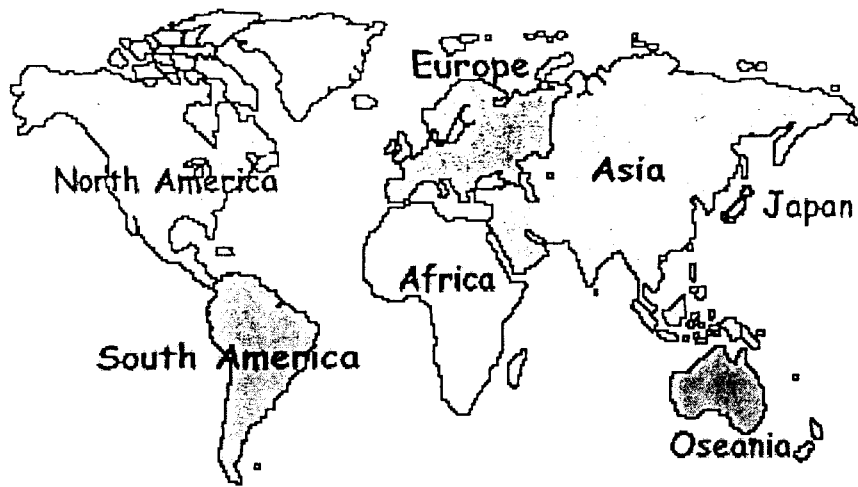 Europe
North America
Asia
Japan
Africa
South America
Oseania